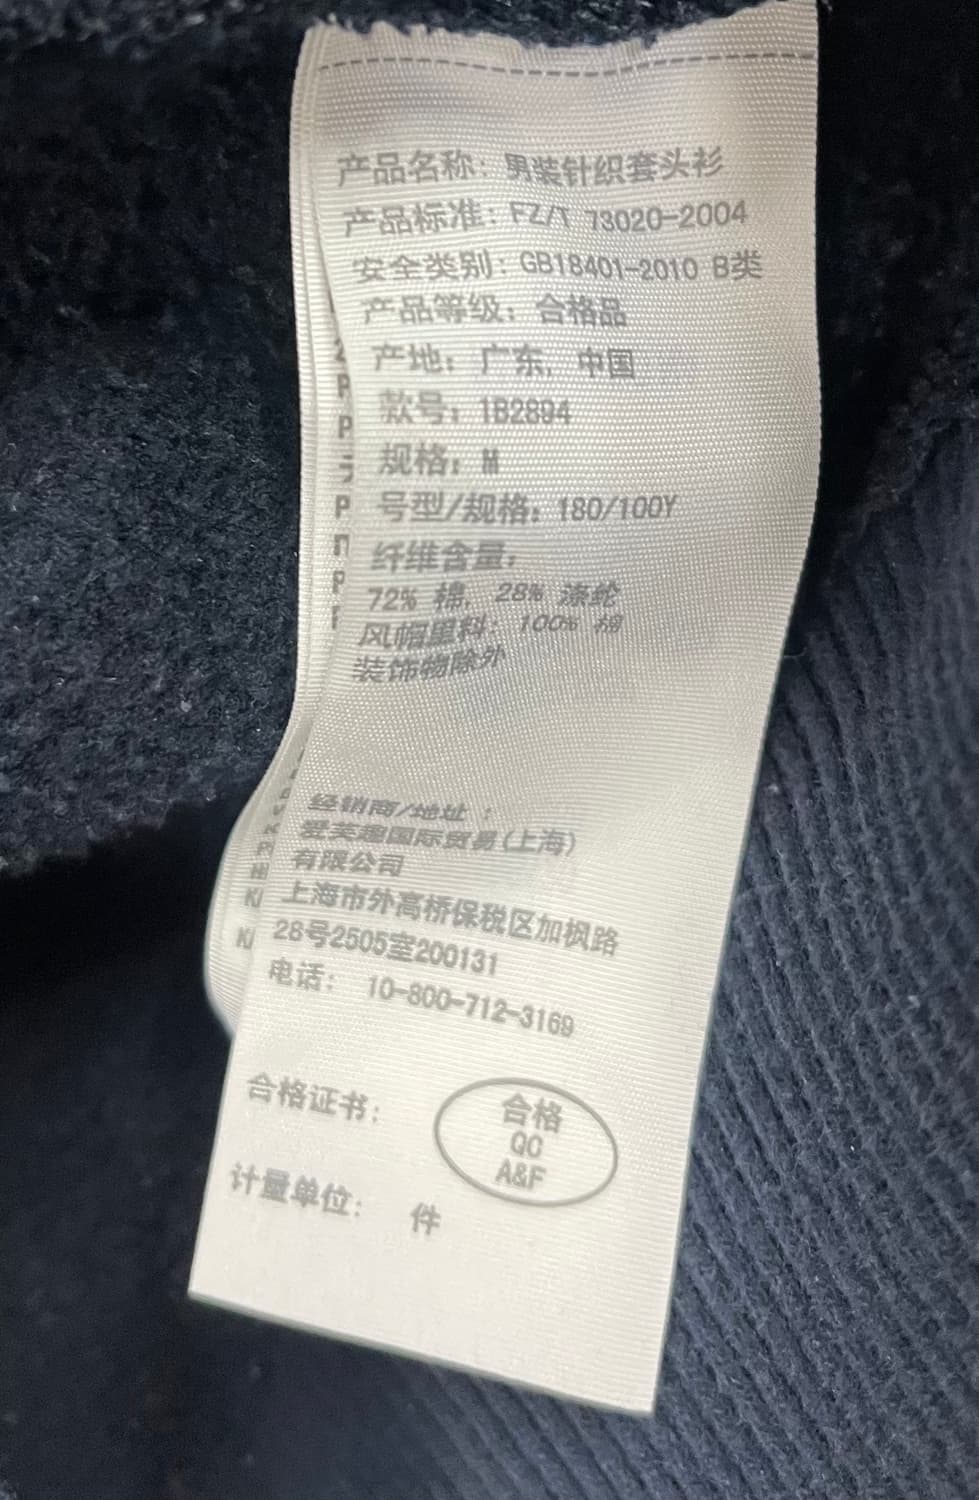 产品名称: 男装针织套头衫
产品标准: FZ/T 73020-2004
安全类别: GB18401-2010 B类
产品等级: 合格品
产地: 广东, 中国
款号: 1B2894
规格: M
号型/规格: 180/100Y
纤维含量:
72% 棉, 28% 涤纶
风帽里料: 100% 棉
装饰物除外
经销商/地址 :
爱芙趣国际贸易(上海)
有限公司
上海市外高桥保税区加枫路
28号2505室200131
电话: 10-800-712-3169
合格证书:
合格
QC
A&F
计量单位: 件